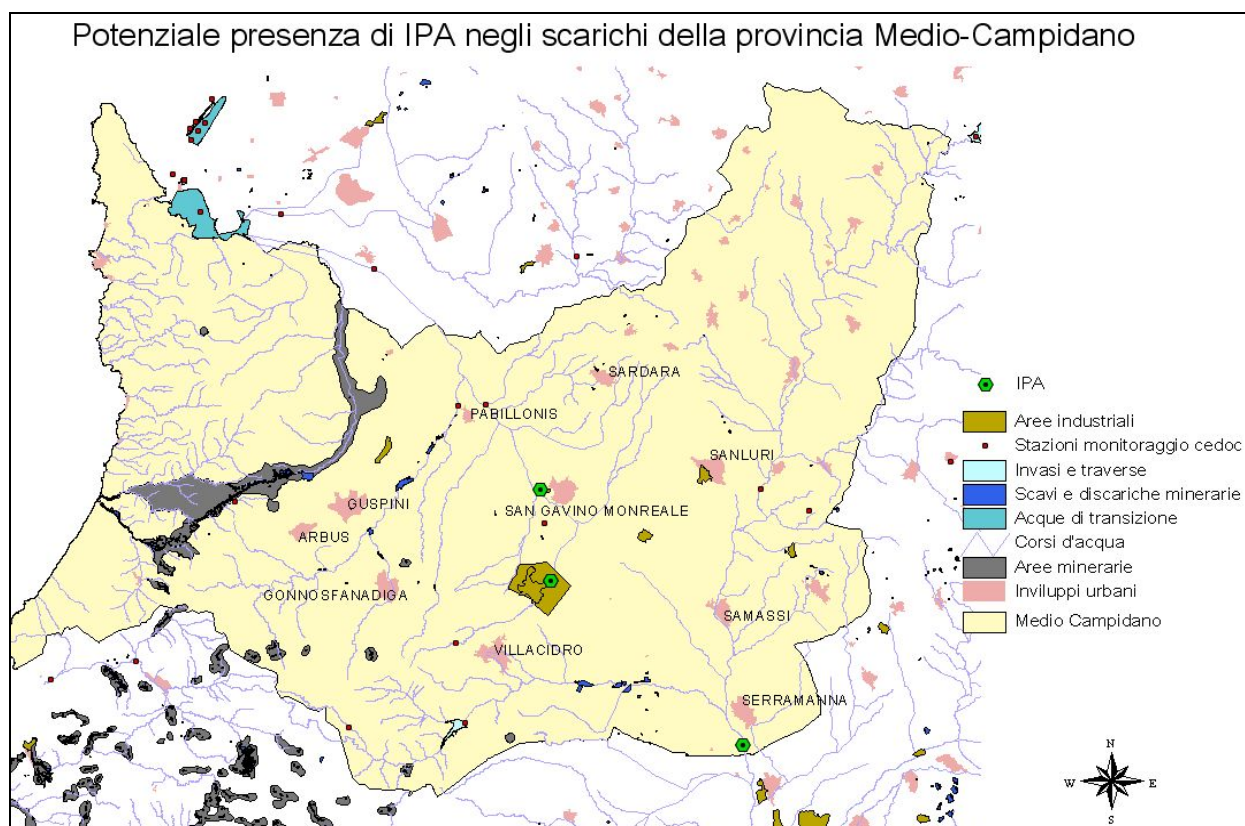 Potenziale presenza di IPA negli scarichi della provincia Medio-Campidano
SARDARA
PABILLONIS
SANLURI
GUSPINI
SAN GAVINO MONREALE
ARBUS
GONNOSFANADIGA
SAMASSI
VILLACIDRO
SERRAMANNA
IPA
Aree industriali
Stazioni monitoraggio cedoc
Invasi e traverse
Scavi e discariche minerarie
Acque di transizione
Corsi d'acqua
Aree minerarie
Inviluppi urbani
Medio Campidano
N
W E
S